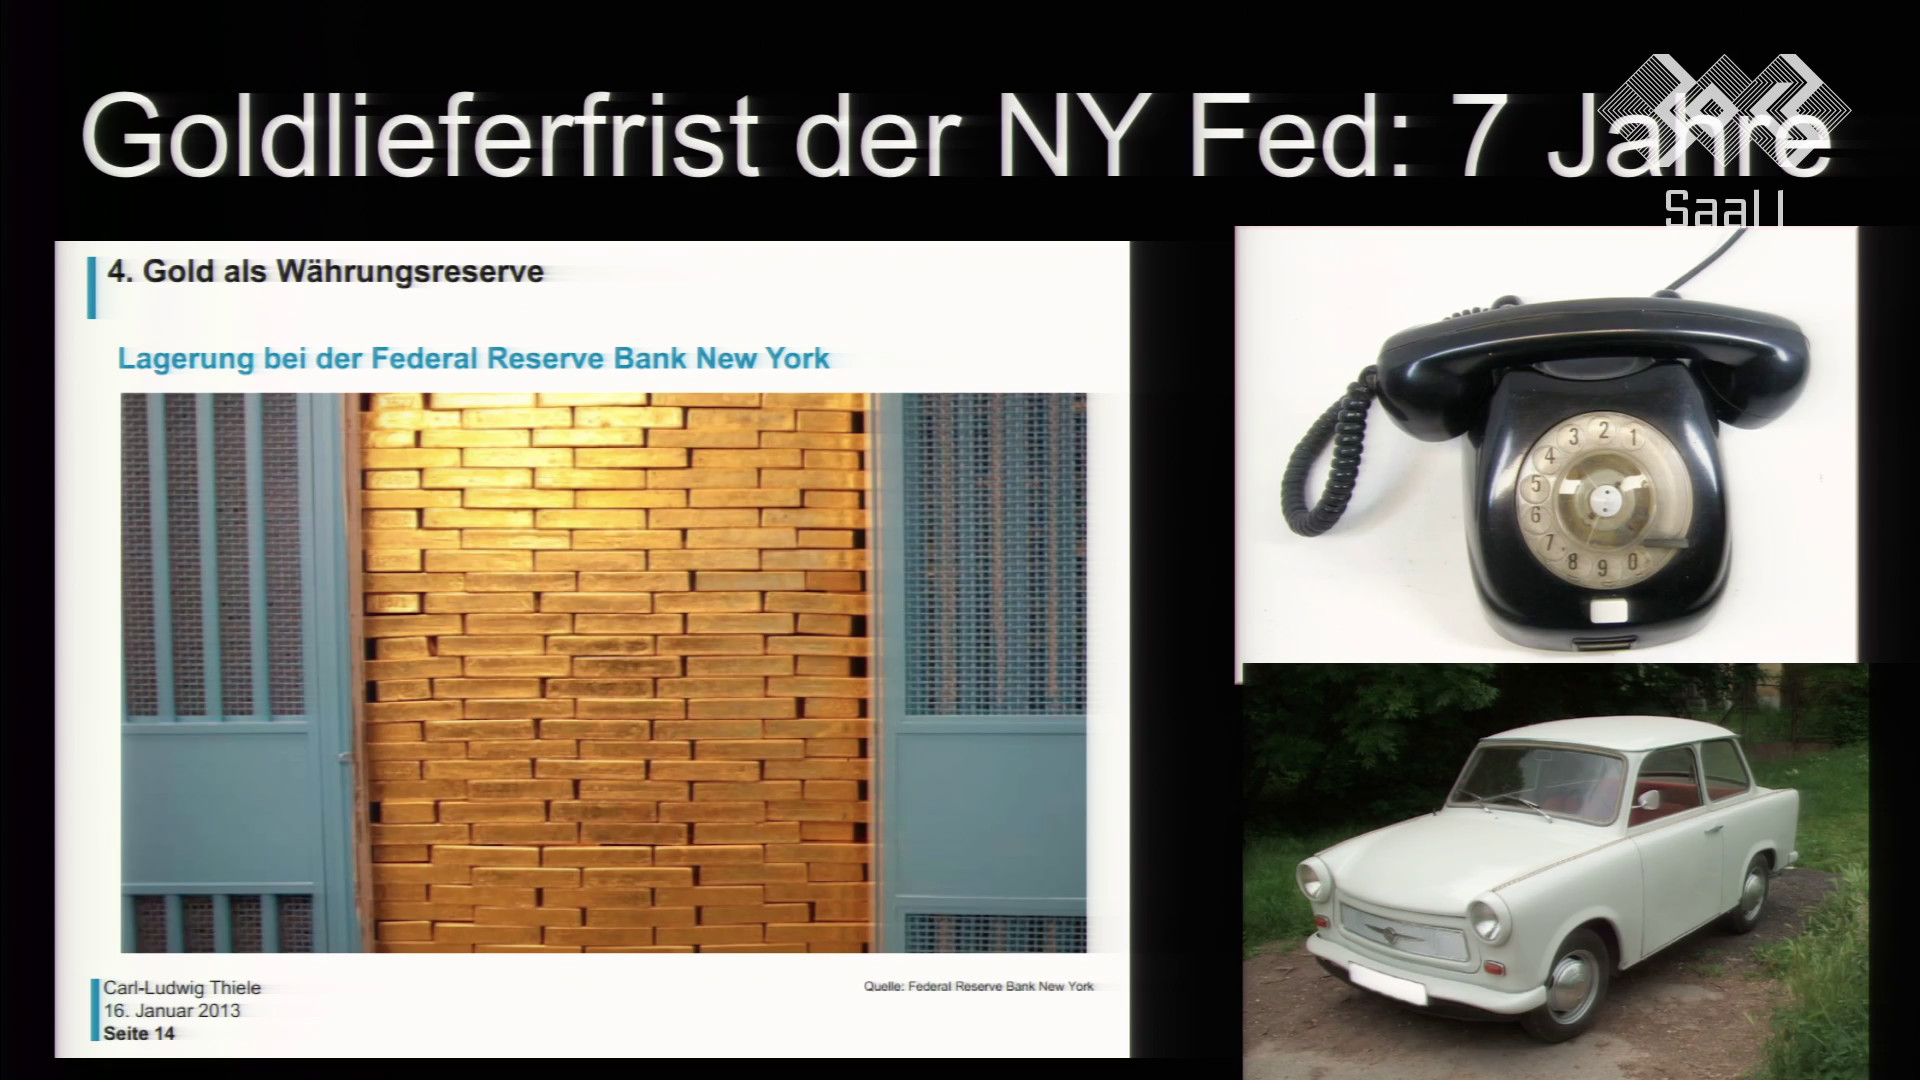 Goldlieferfrist der NY Fed: 7 Jahre
Saal 1
4. Gold als Währungsreserve
Lagerung bei der Federal Reserve Bank New York
3 2 1
4
5
6
7
8 9 0
Carl-Ludwig Thiele
16. Januar 2013
Seite 14
Quelle: Federal Reserve Bank New York